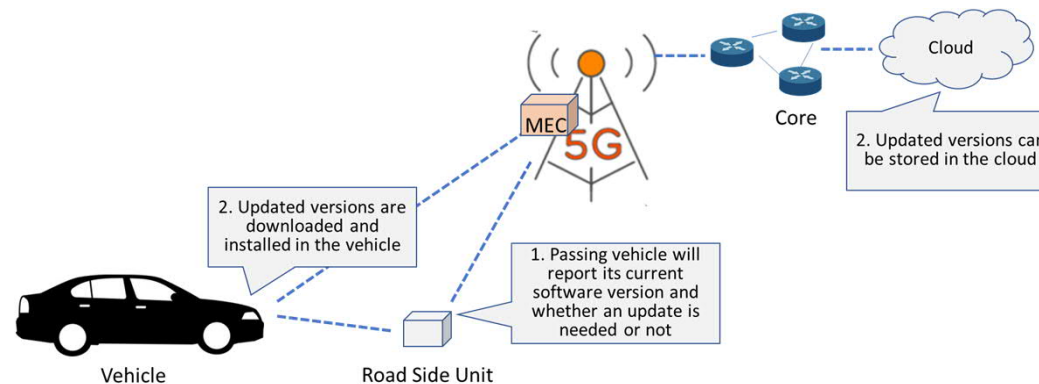 Cloud
MEC
5G
Core
2. Updated versions can
be stored in the cloud
2. Updated versions are
downloaded and
installed in the vehicle
1. Passing vehicle will
report its current
software version and
whether an update is
needed or not
Vehicle
Road Side Unit